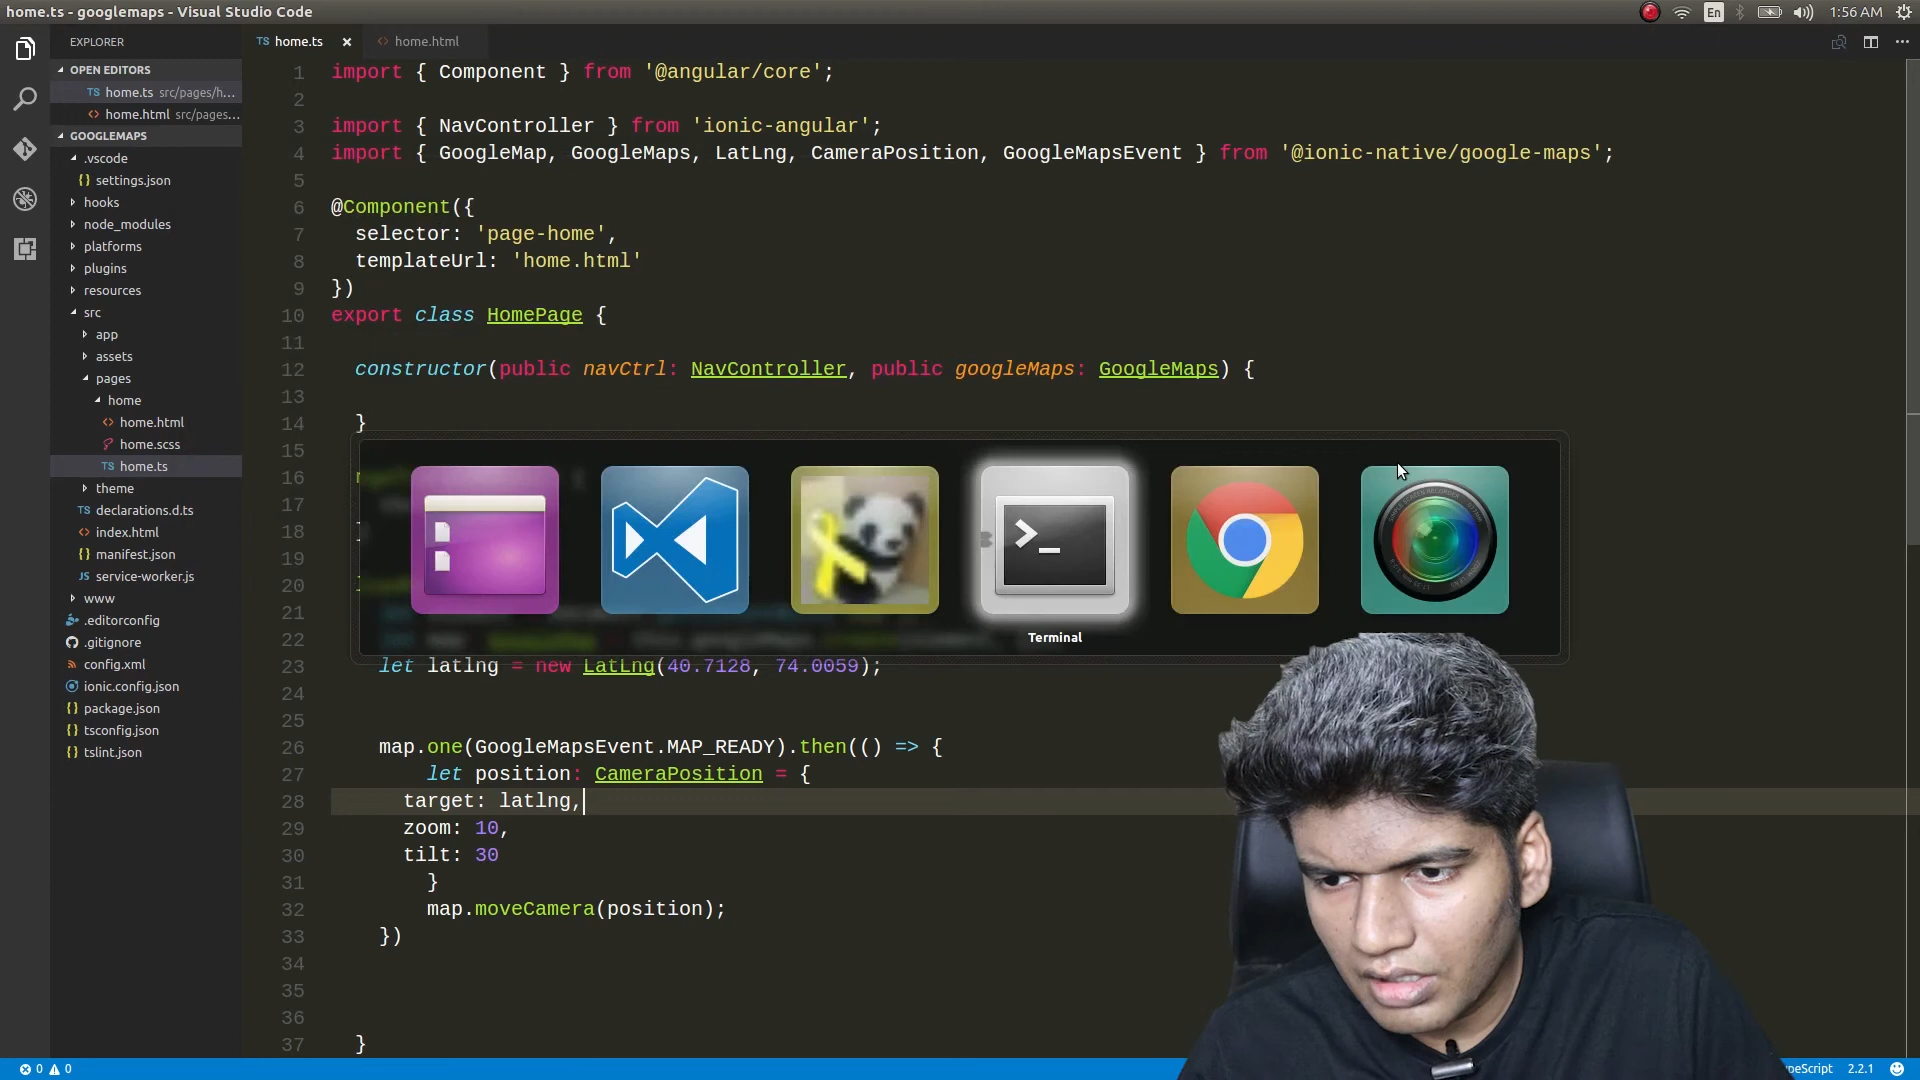 home.ts - googlemaps - Visual Studio Code
En
1:56 AM
EXPLORER
TS home.ts
home.html
OPEN EDITORS
TS home.ts src/pages/h...
<> home.html src/pages...
GOOGLEMAPS
.vscode
{} settings.json
hooks
node_modules
platforms
plugins
resources
src
app
assets
pages
home
<> home.html
home.scss
TS home.ts
theme
TS declarations.d.ts
<> index.html
{} manifest.json
JS service-worker.js
www
.editorconfig
.gitignore
config.xml
ionic.config.json
{} package.json
{} tsconfig.json
{} tslint.json
1 import { Component } from '@angular/core';
2
3 import { NavController } from 'ionic-angular';
4 import { GoogleMap, GoogleMaps, LatLng, CameraPosition, GoogleMapsEvent } from '@ionic-native/google-maps';
5
6 @Component({
7 selector: 'page-home',
8 templateUrl: 'home.html'
9 })
10 export class HomePage {
11
12 constructor(public navCtrl: NavController, public googleMaps: GoogleMaps) {
13
14 }
15
16
17
18
19
20
21
22
Terminal
23 let latlng = new LatLng(40.7128, 74.0059);
24
25
26 map.one(GoogleMapsEvent.MAP_READY).then(() => {
27 let position: CameraPosition = {
28 target: latlng,
29 zoom: 10,
30 tilt: 30
31 }
32 map.moveCamera(position);
33 })
34
35
36
37 }
0 0
2.2.1